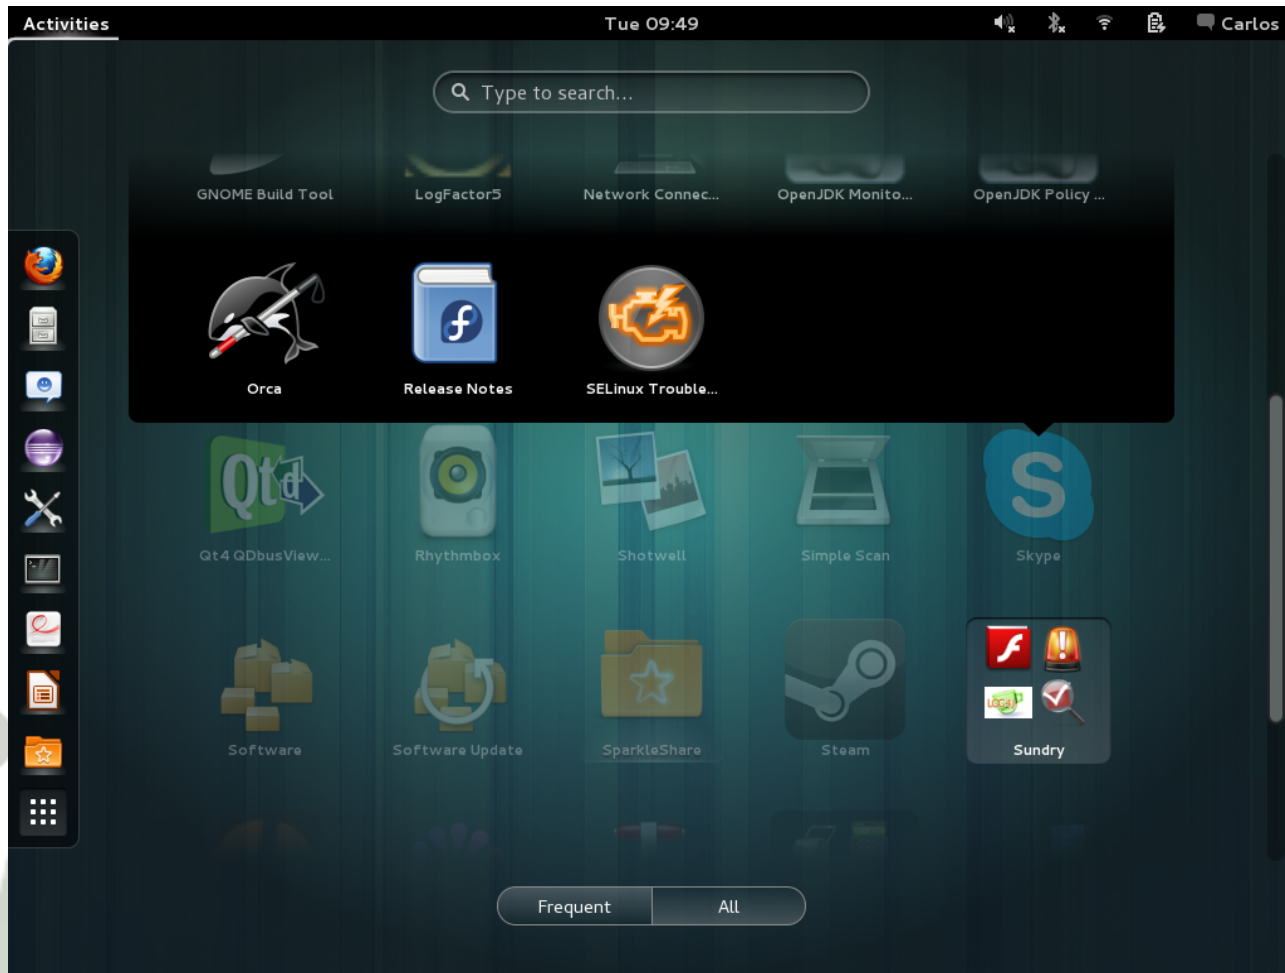 Activities Tue 09:49 Carlos
Type to search...
GNOME Build Tool LogFactor5 Network Connec... OpenJDK Monito... OpenJDK Policy ...
Orca Release Notes SELinux Trouble...
Qt4 QDbusView... Rhythmbox Shotwell Simple Scan Skype
Software Software Update SparkleShare Steam Sundry
Frequent All